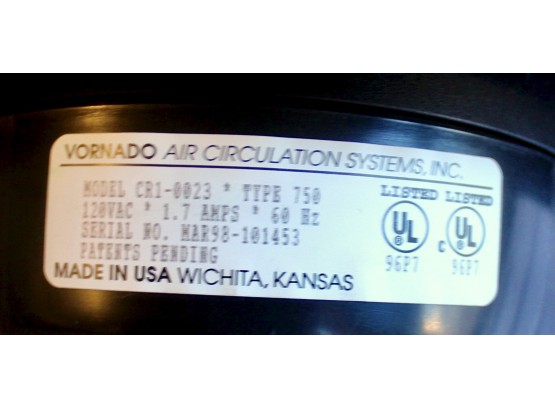 VORNADO AIR CIRCULATION SYSTEMS, INC.
MODEL CR1-0023 * TYPE 750
120VAC * 1.7 AMPS * 60 Hz
SERIAL NO. MAR98-101453
PATENTS PENDING
MADE IN USA WICHITA, KANSAS
LISTED LISTED
UL ® c UL ®
96P7 96P7